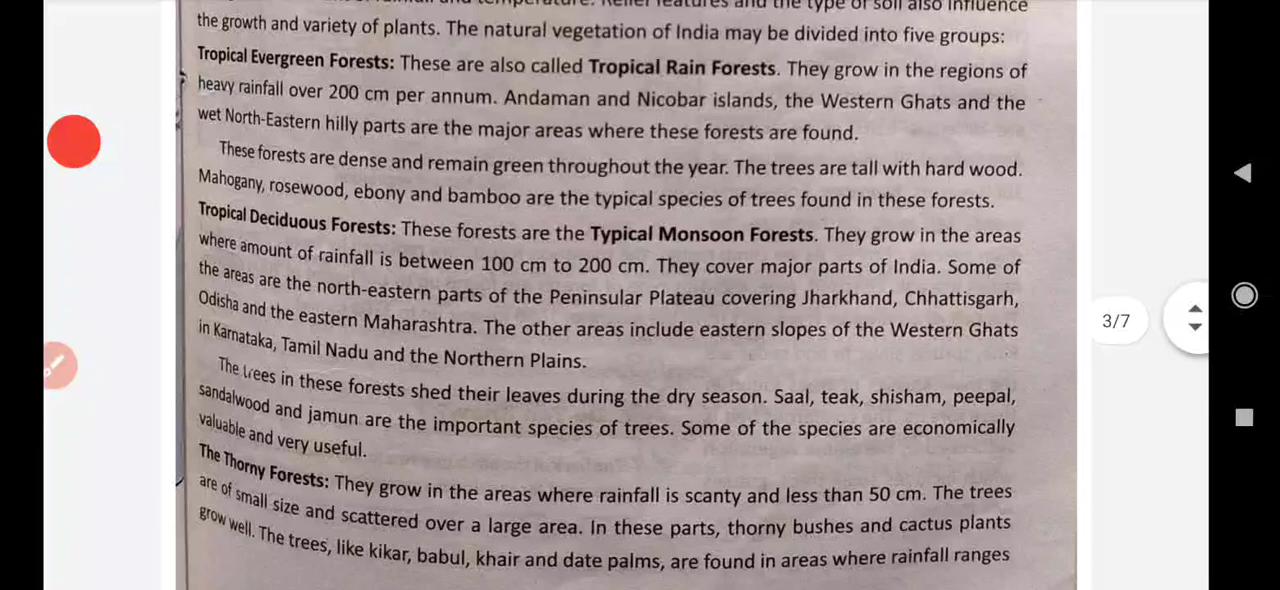 the growth and variety of plants. The natural vegetation of India may be divided into five groups:
Tropical Evergreen Forests: These are also called Tropical Rain Forests. They grow in the regions of
heavy rainfall over 200 cm per annum. Andaman and Nicobar islands, the Western Ghats and the
wet North-Eastern hilly parts are the major areas where these forests are found.
These forests are dense and remain green throughout the year. The trees are tall with hard wood.
Mahogany, rosewood, ebony and bamboo are the typical species of trees found in these forests.
Tropical Deciduous Forests: These forests are the Typical Monsoon Forests. They grow in the areas
where amount of rainfall is between 100 cm to 200 cm. They cover major parts of India. Some of
the areas are the north-eastern parts of the Peninsular Plateau covering Jharkhand, Chhattisgarh,
Odisha and the eastern Maharashtra. The other areas include eastern slopes of the Western Ghats
in Karnataka, Tamil Nadu and the Northern Plains.
The trees in these forests shed their leaves during the dry season. Saal, teak, shisham, peepal,
sandalwood and jamun are the important species of trees. Some of the species are economically
valuable and very useful.
The Thorny Forests: They grow in the areas where rainfall is scanty and less than 50 cm. The trees
are of small size and scattered over a large area. In these parts, thorny bushes and cactus plants
grow well. The trees, like kikar, babul, khair and date palms, are found in areas where rainfall ranges
3/7